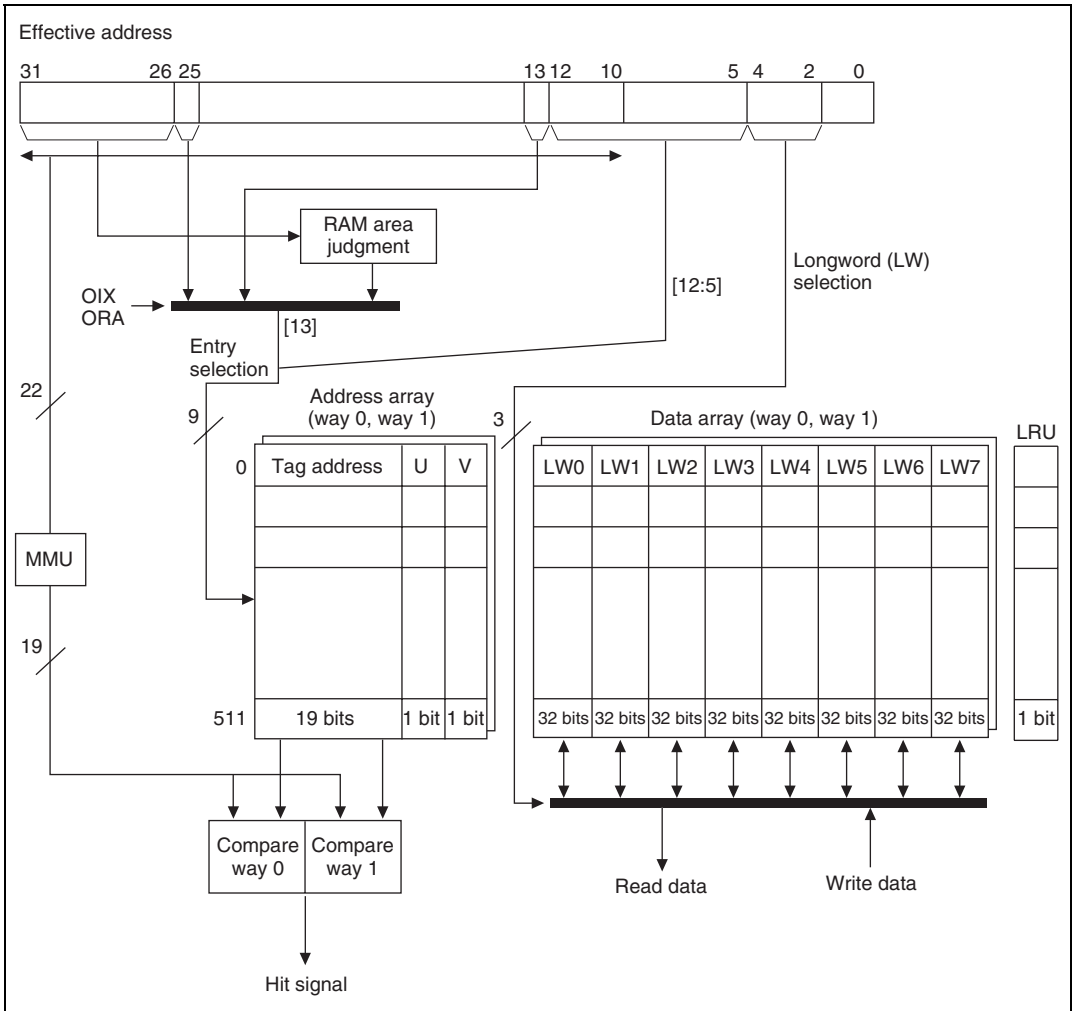 Effective address
31 26 25 13 12 10 5 4 2 0
RAM area
judgment
Longword (LW)
selection
[12:5]
OIX
ORA
[13]
Entry
selection
22
9
Address array
(way 0, way 1)
3
Data array (way 0, way 1)
LRU
0 Tag address U V
LW0 LW1 LW2 LW3 LW4 LW5 LW6 LW7
MMU
19
511 19 bits 1 bit 1 bit
32 bits 32 bits 32 bits 32 bits 32 bits 32 bits 32 bits 32 bits
1 bit
Compare
way 0
Compare
way 1
Read data
Write data
Hit signal